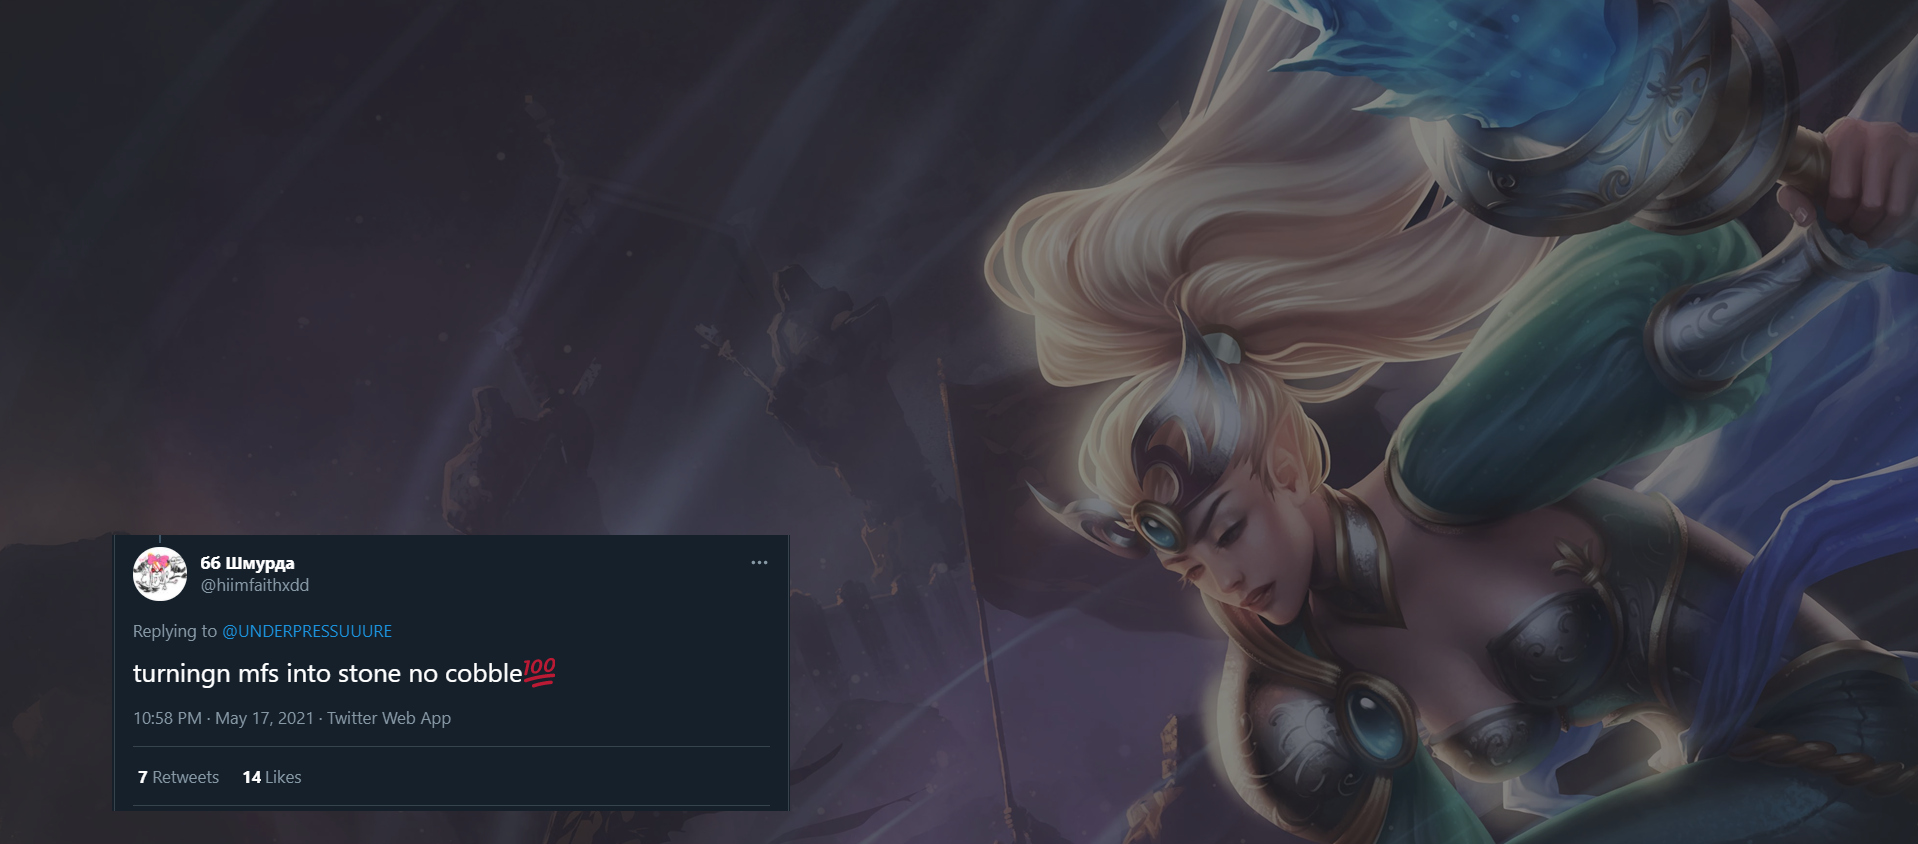 бб Шмурда
@hiimfaithxdd
Replying to @UNDERPRESSUUURE
turningn mfs into stone no cobble💯
10:58 PM · May 17, 2021 · Twitter Web App
7 Retweets 14 Likes